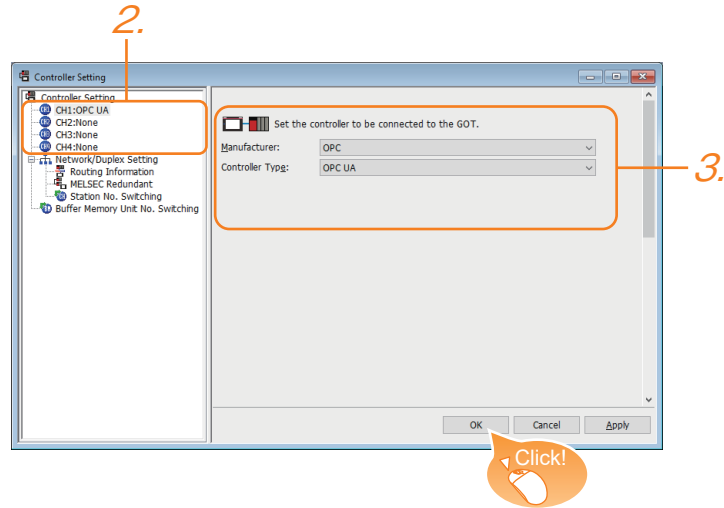 2.
Controller Setting
Controller Setting
CH1:OPC UA
CH2:None
CH3:None
CH4:None
Network/Duplex Setting
Routing Information
MELSEC Redundant
Station No. Switching
Buffer Memory Unit No. Switching
Set the controller to be connected to the GOT.
Manufacturer: OPC
Controller Type: OPC UA
3.
OK Cancel Apply
Click!